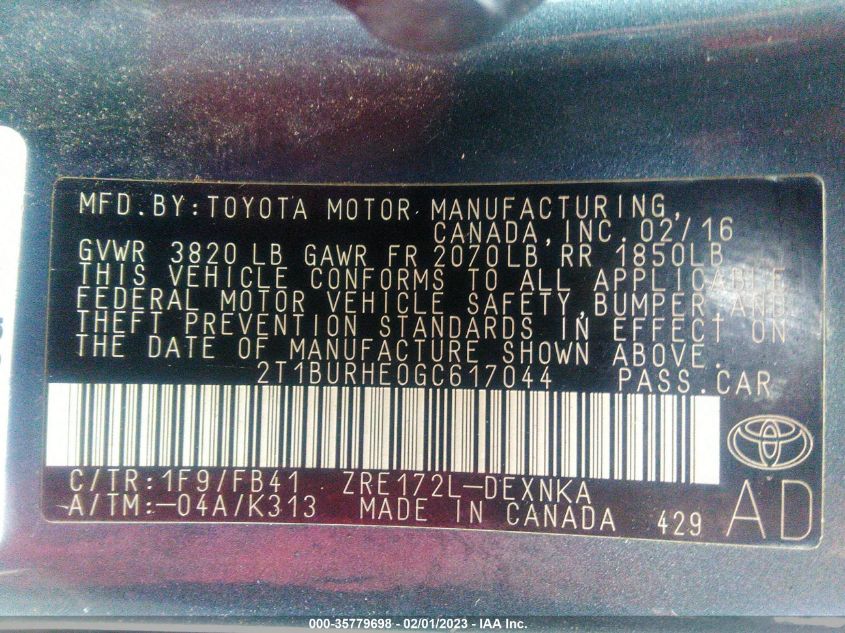 MFD.BY:TOYOTA MOTOR MANUFACTURING,
CANADA,INC.02/16
GVWR 3820 LB GAWR FR 2070LB RR 1850LB
THIS VEHICLE CONFORMS TO ALL APPLICABLE
FEDERAL MOTOR VEHICLE SAFETY,BUMPER,AND
THEFT PREVENTION STANDARDS IN EFFECT ON
THE DATE OF MANUFACTURE SHOWN ABOVE.
2T1BURHE0GC617044 PASS.CAR
C/TR:1F9/FB41 ZRE172L-DEXNKA
A/TM:-04A/K313 MADE IN CANADA 429 AD
000-35779698 - 02/01/2023 - IAA Inc.